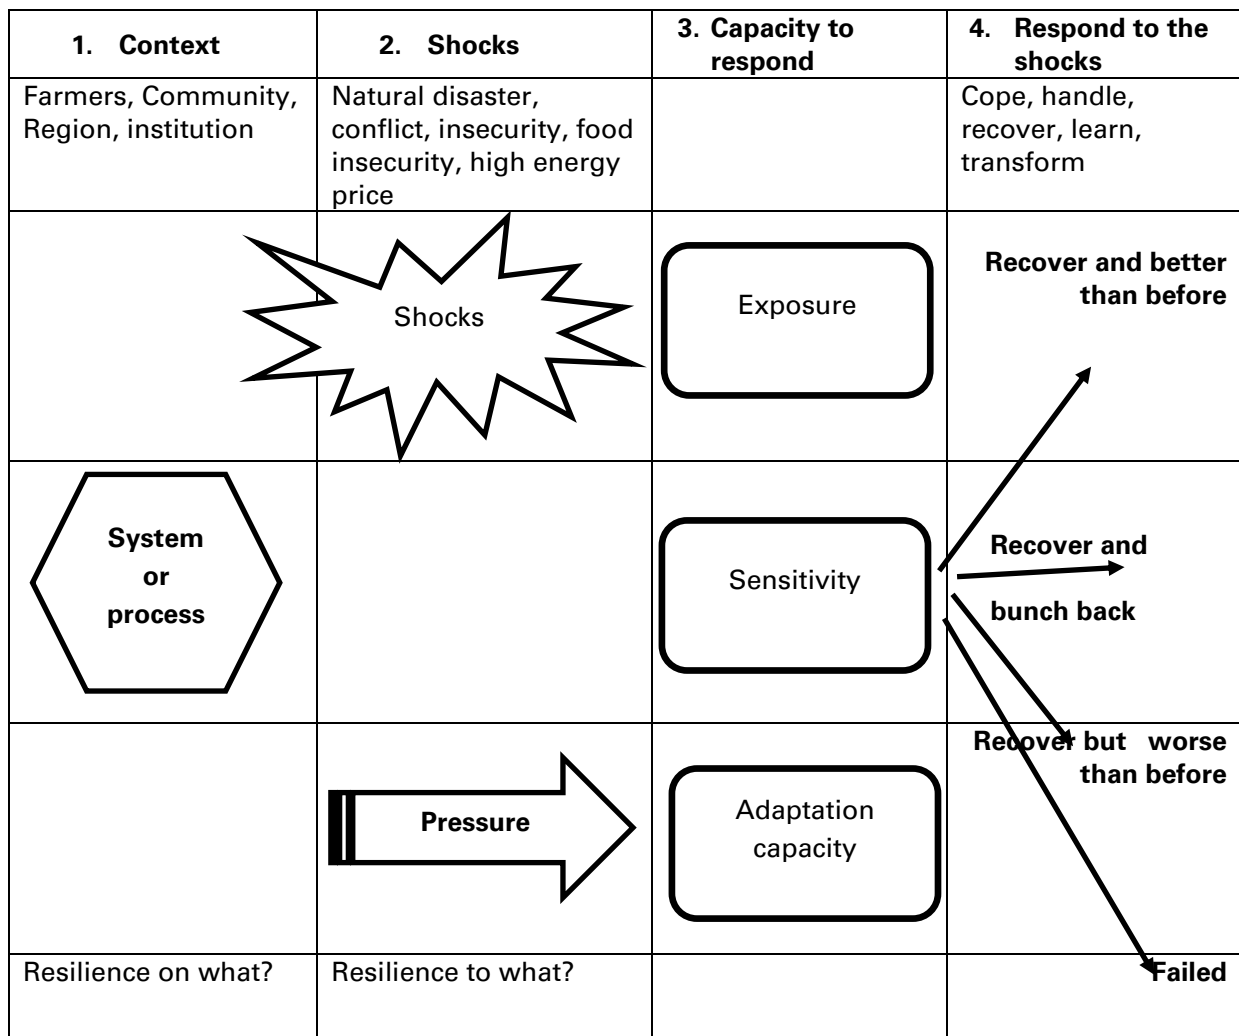 1. Context
2. Shocks
3. Capacity to
respond
4. Respond to the
shocks
Farmers, Community,
Region, institution
Natural disaster,
conflict, insecurity, food
insecurity, high energy
price
Cope, handle,
recover, learn,
transform
Shocks
Exposure
Recover and better
than before
System
or
process
Sensitivity
Recover and
bunch back
Pressure
Adaptation
capacity
Recover but worse
than before
Resilience on what?
Resilience to what?
Failed